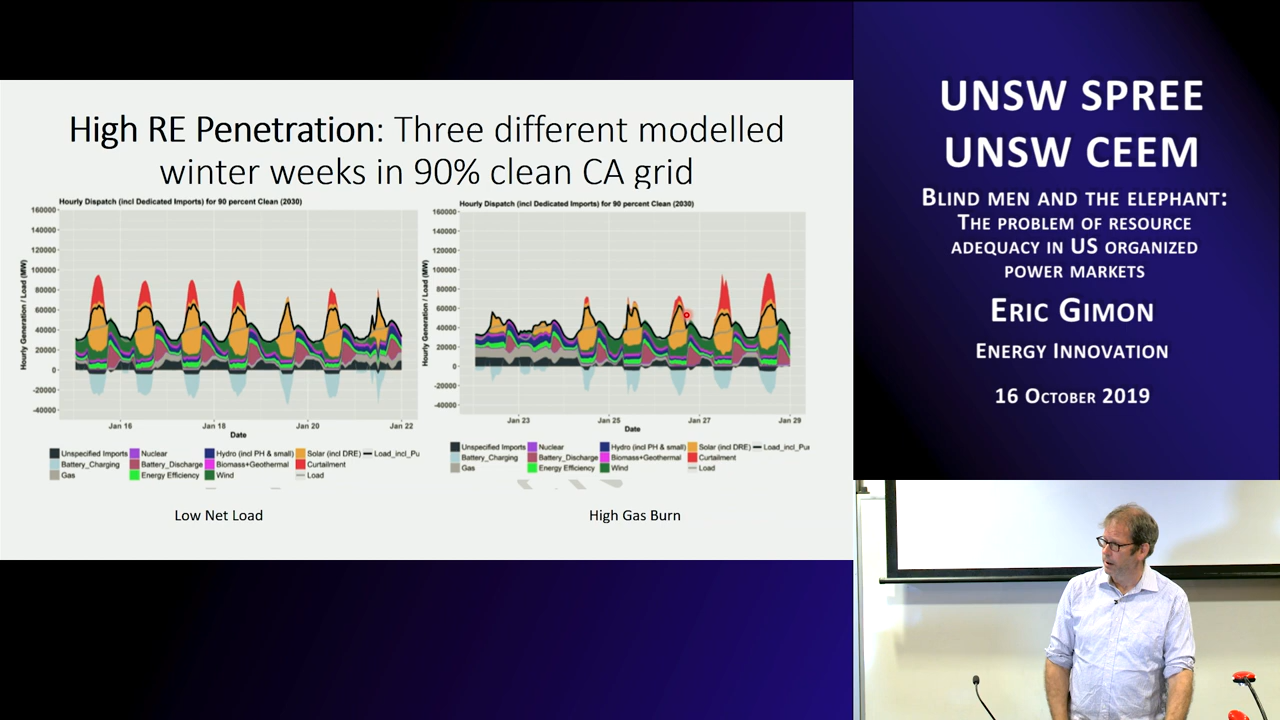 High RE Penetration: Three different modelled
winter weeks in 90% clean CA grid
Hourly Dispatch (incl Dedicated Imports) for 90 percent Clean (2030)
160000
140000
120000
100000
80000
60000
40000
20000
0
-20000
-40000
Hourly Generation / Load (MW)
Jan 16
Jan 18
Jan 20
Jan 22
Date
Unspecified Imports
Nuclear
Hydro (incl PH & small)
Solar (incl DRE)
Load_incl_Pu
Battery_Charging
Battery_Discharge
Biomass+Geothermal
Curtailment
Gas
Energy Efficiency
Wind
Load
Low Net Load
Hourly Dispatch (incl Dedicated Imports) for 90 percent Clean (2030)
160000
140000
120000
100000
80000
60000
40000
20000
0
-20000
-40000
Hourly Generation / Load (MW)
Jan 23
Jan 25
Jan 27
Jan 29
Date
Unspecified Imports
Nuclear
Hydro (incl PH & small)
Solar (incl DRE)
Load_incl_Pu
Battery_Charging
Battery_Discharge
Biomass+Geothermal
Curtailment
Gas
Energy Efficiency
Wind
Load
High Gas Burn
UNSW SPREE
UNSW CEEM
Blind men and the elephant:
The problem of resource
adequacy in US organized
power markets
Eric Gimon
Energy Innovation
16 October 2019